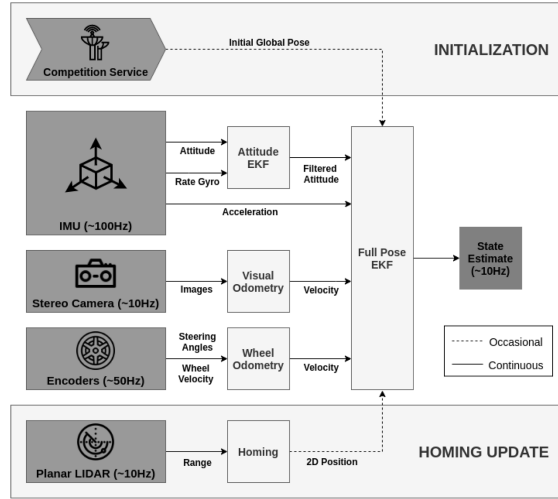 Initial Global Pose
INITIALIZATION
Competition Service
Attitude
Rate Gyro
Attitude
EKF
Filtered
Atittude
Acceleration
IMU (~100Hz)
Full Pose
EKF
State
Estimate
(~10Hz)
Stereo Camera (~10Hz)
Images
Visual
Odometry
Velocity
Steering
Angles
Wheel
Velocity
Encoders (~50Hz)
Wheel
Odometry
Velocity
Occasional
Continuous
Planar LIDAR (~10Hz)
Range
Homing
2D Position
HOMING UPDATE